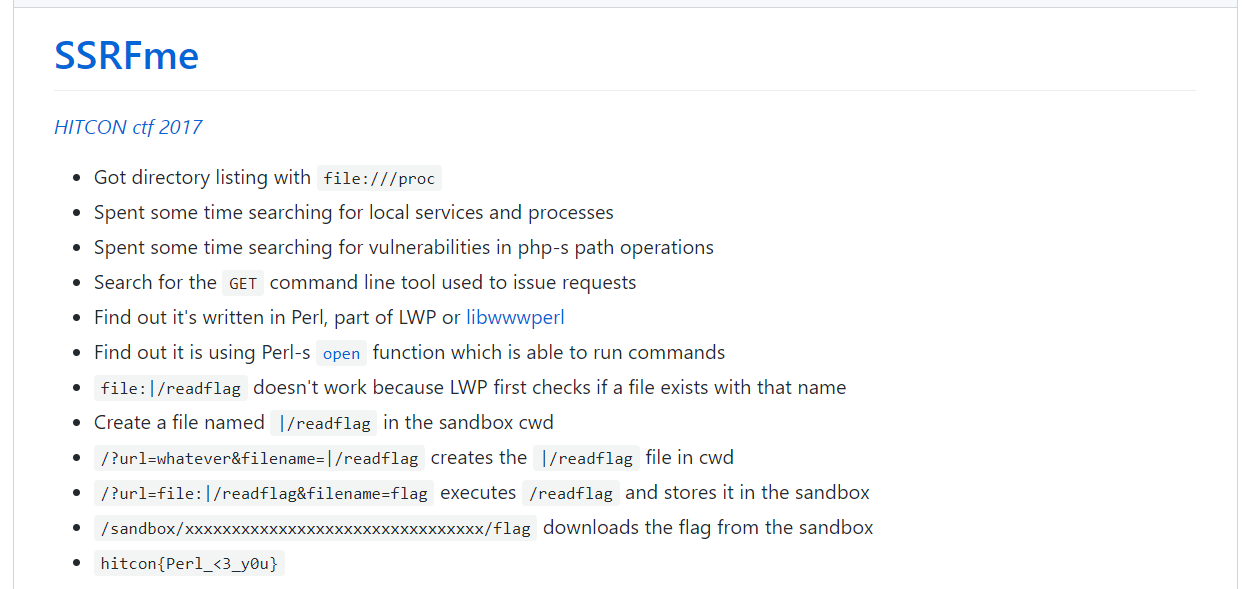 SSRFme
HITCON ctf 2017
• Got directory listing with file:///proc
• Spent some time searching for local services and processes
• Spent some time searching for vulnerabilities in php-s path operations
• Search for the GET command line tool used to issue requests
• Find out it's written in Perl, part of LWP or libwwwperl
• Find out it is using Perl-s open function which is able to run commands
• file:|/readflag doesn't work because LWP first checks if a file exists with that name
• Create a file named |/readflag in the sandbox cwd
• /?url=whatever&filename=|/readflag creates the |/readflag file in cwd
• /?url=file:|/readflag&filename=flag executes /readflag and stores it in the sandbox
• /sandbox/xxxxxxxxxxxxxxxxxxxxxxxxxxxxxxxx/flag downloads the flag from the sandbox
• hitcon{Perl_<3_y0u}